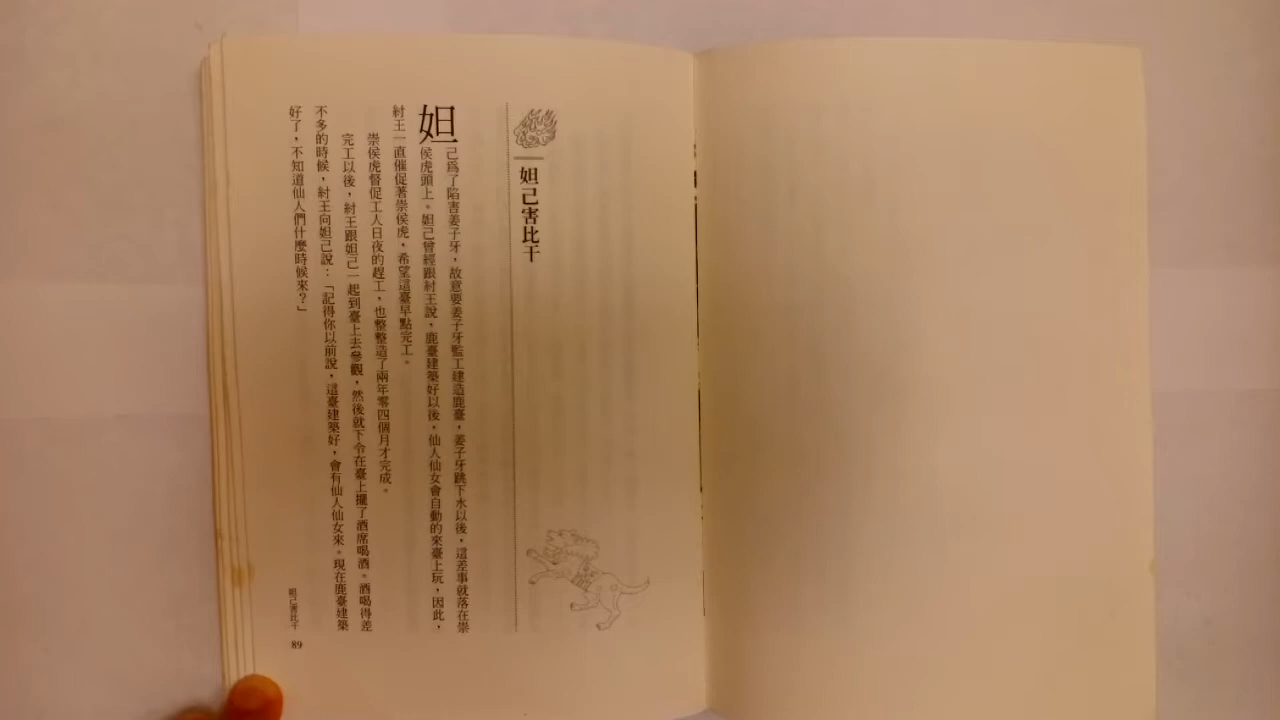 妲己害比干
妲己爲了陷害姜子牙，故意要姜子牙監工建造鹿臺，姜子牙跳下水以後，這差事就落在崇
侯虎頭上。妲己曾經跟紂王說，鹿臺建築好以後，仙人仙女會自動的來臺上玩，因此，
紂王一直催促著崇侯虎，希望這臺早點完工。
崇侯虎督促工人日夜的趕工，也整整造了兩年零四個月才完成。
完工以後，紂王跟妲己一起到臺上去參觀，然後就下令在臺上擺了酒席喝酒。酒喝得差
不多的時候，紂王向妲己說：「記得你以前說，這臺建築好，會有仙人仙女來。現在鹿臺建築
好了，不知道仙人們什麼時候來？」
妲己害比干
89